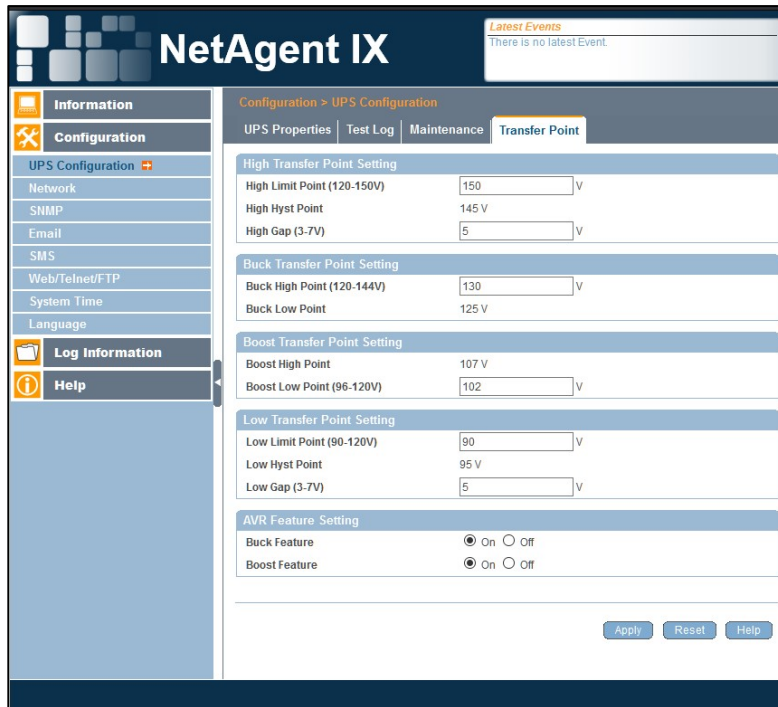 NetAgent IX
Latest Events
There is no latest Event.
Information
Configuration
UPS Configuration
Network
SNMP
Email
SMS
Web/Telnet/FTP
System Time
Language
Log Information
Help
Configuration > UPS Configuration
UPS Properties Test Log Maintenance Transfer Point
High Transfer Point Setting
High Limit Point (120-150V) 150 V
High Hyst Point 145 V
High Gap (3-7V) 5 V
Buck Transfer Point Setting
Buck High Point (120-144V) 130 V
Buck Low Point 125 V
Boost Transfer Point Setting
Boost High Point 107 V
Boost Low Point (96-120V) 102 V
Low Transfer Point Setting
Low Limit Point (90-120V) 90 V
Low Hyst Point 95 V
Low Gap (3-7V) 5 V
AVR Feature Setting
Buck Feature On Off
Boost Feature On Off
Apply Reset Help